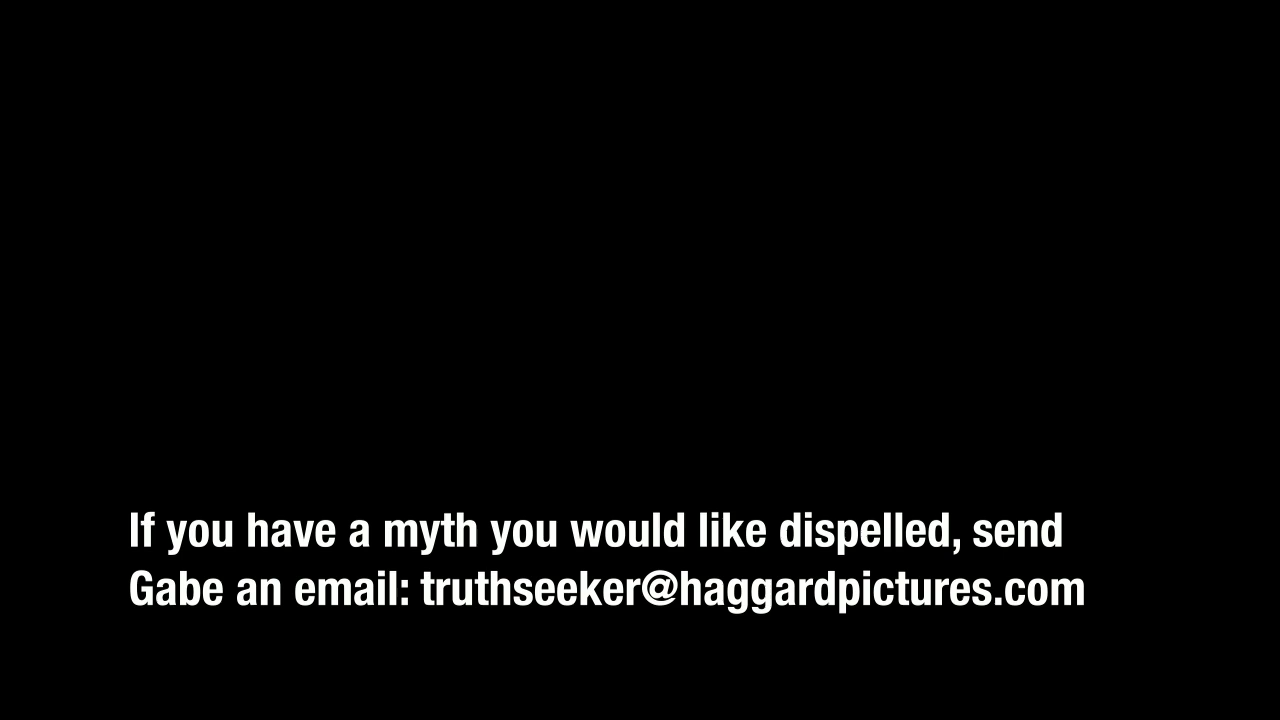 If you have a myth you would like dispelled, send
Gabe an email: truthseeker@haggardpictures.com